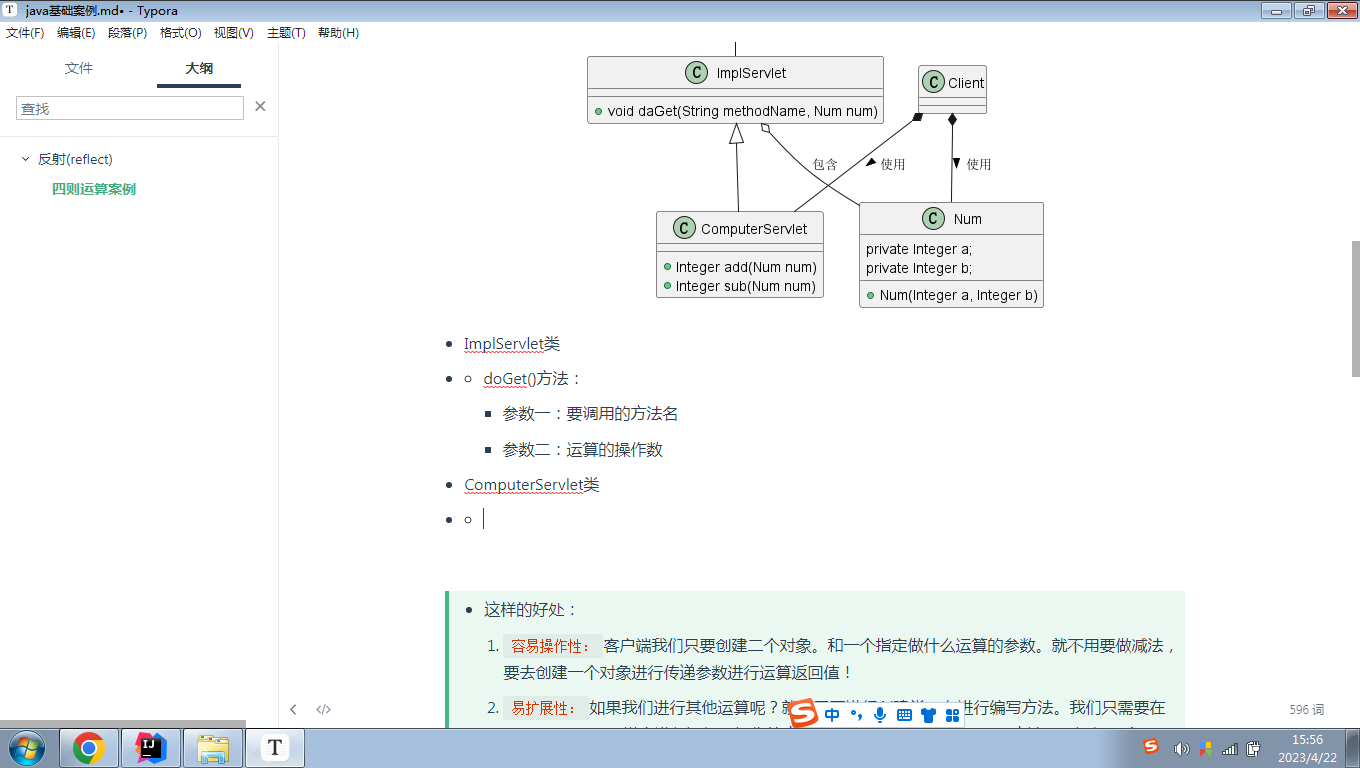 java基础案例.md• - Typora
文件(F) 编辑(E) 段落(P) 格式(O) 视图(V) 主题(T) 帮助(H)
文件 大纲
查找
反射(reflect)
四则运算案例
ImplServlet
void daGet(String methodName, Num num)
Client
包含 使用 使用
ComputerServlet
Integer add(Num num)
Integer sub(Num num)
Num
private Integer a;
private Integer b;
Num(Integer a, Integer b)
ImplServlet类
doGet()方法：
参数一：要调用的方法名
参数二：运算的操作数
ComputerServlet类
这样的好处：
1. 容易操作性： 客户端我们只要创建二个对象。和一个指定做什么运算的参数。就不用要做减法，
要去创建一个对象进行传递参数进行运算返回值！
2. 易扩展性： 如果我们进行其他运算呢？就 进行编写方法。我们只需要在
中
596 词
15:56
2023/4/22